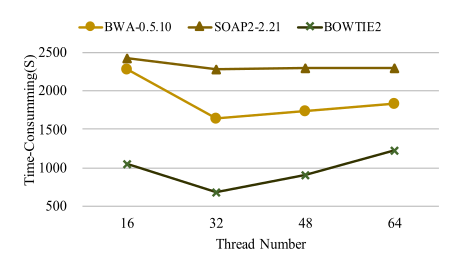 BWA-0.5.10 SOAP2-2.21 BOWTIE2
2500
2000
1500
1000
500
Time-Consumming(S)
16 32 48 64
Thread Number